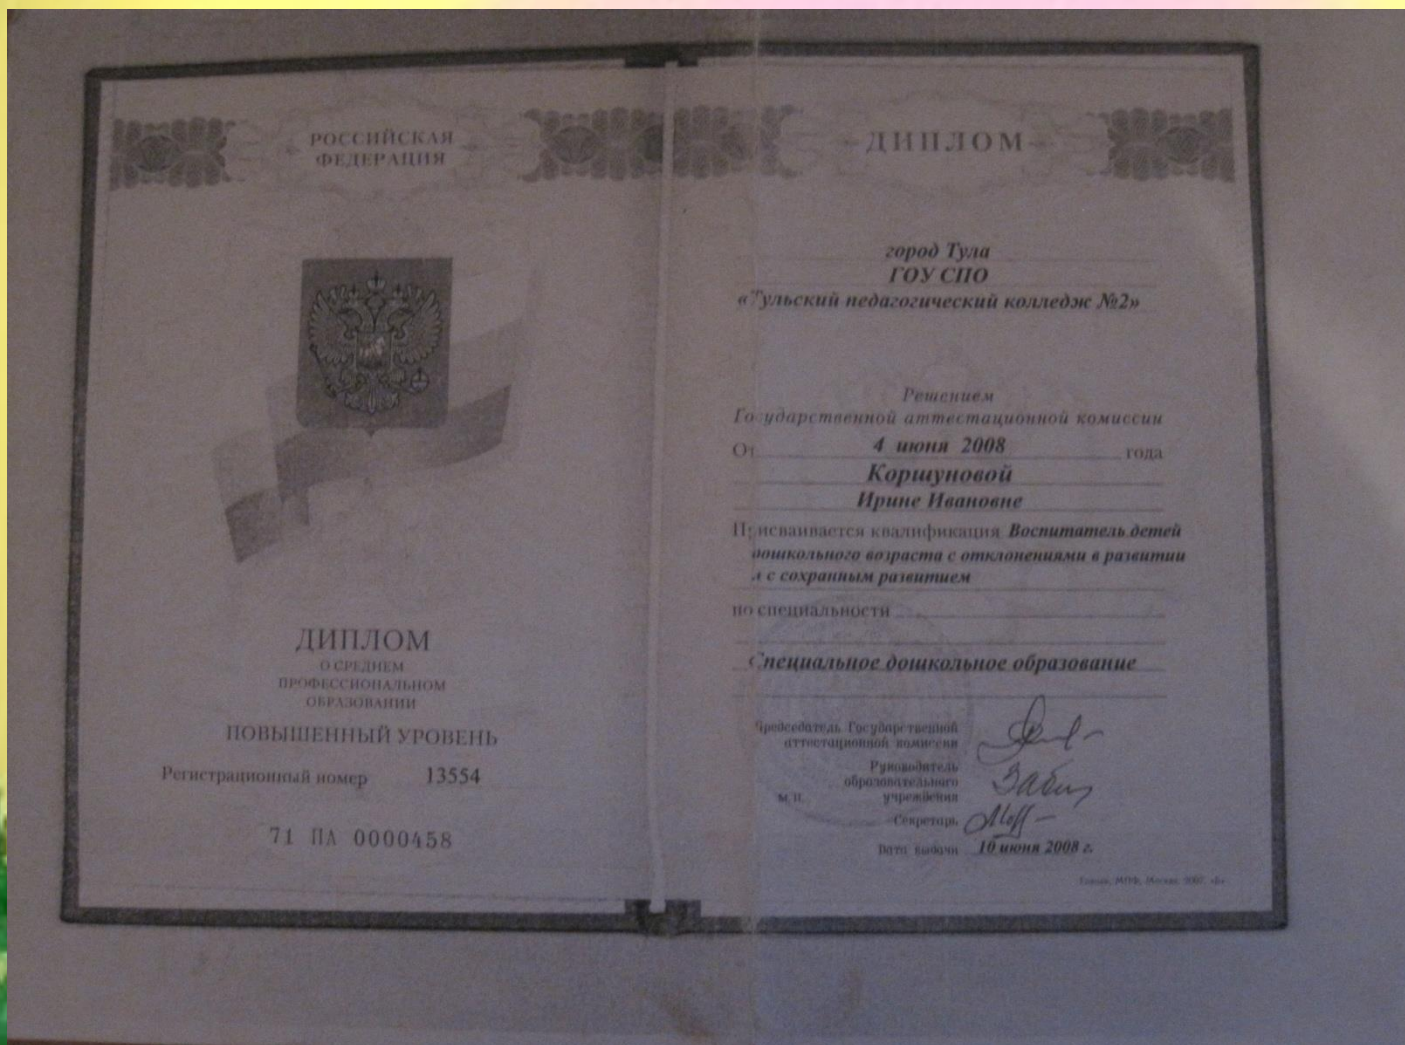 РОССИЙСКАЯ
ФЕДЕРАЦИЯ
ДИПЛОМ
О СРЕДНЕМ
ПРОФЕССИОНАЛЬНОМ
ОБРАЗОВАНИИ
ПОВЫШЕННЫЙ УРОВЕНЬ
Регистрационный номер 13554
71 ПА 0000458
ДИПЛОМ
город Тула
ГОУ СПО
«Тульский педагогический колледж №2»
Решением
Государственной аттестационной комиссии
От 4 июня 2008 года
Коршуновой
Ирине Ивановне
Присваивается квалификация Воспитатель детей
дошкольного возраста с отклонениями в развитии
и с сохранным развитием
по специальности
Специальное дошкольное образование
Председатель Государственной
аттестационной комиссии
Руководитель
образовательного
М.П. учреждения
Секретарь
Дата выдачи 10 июня 2008 г.